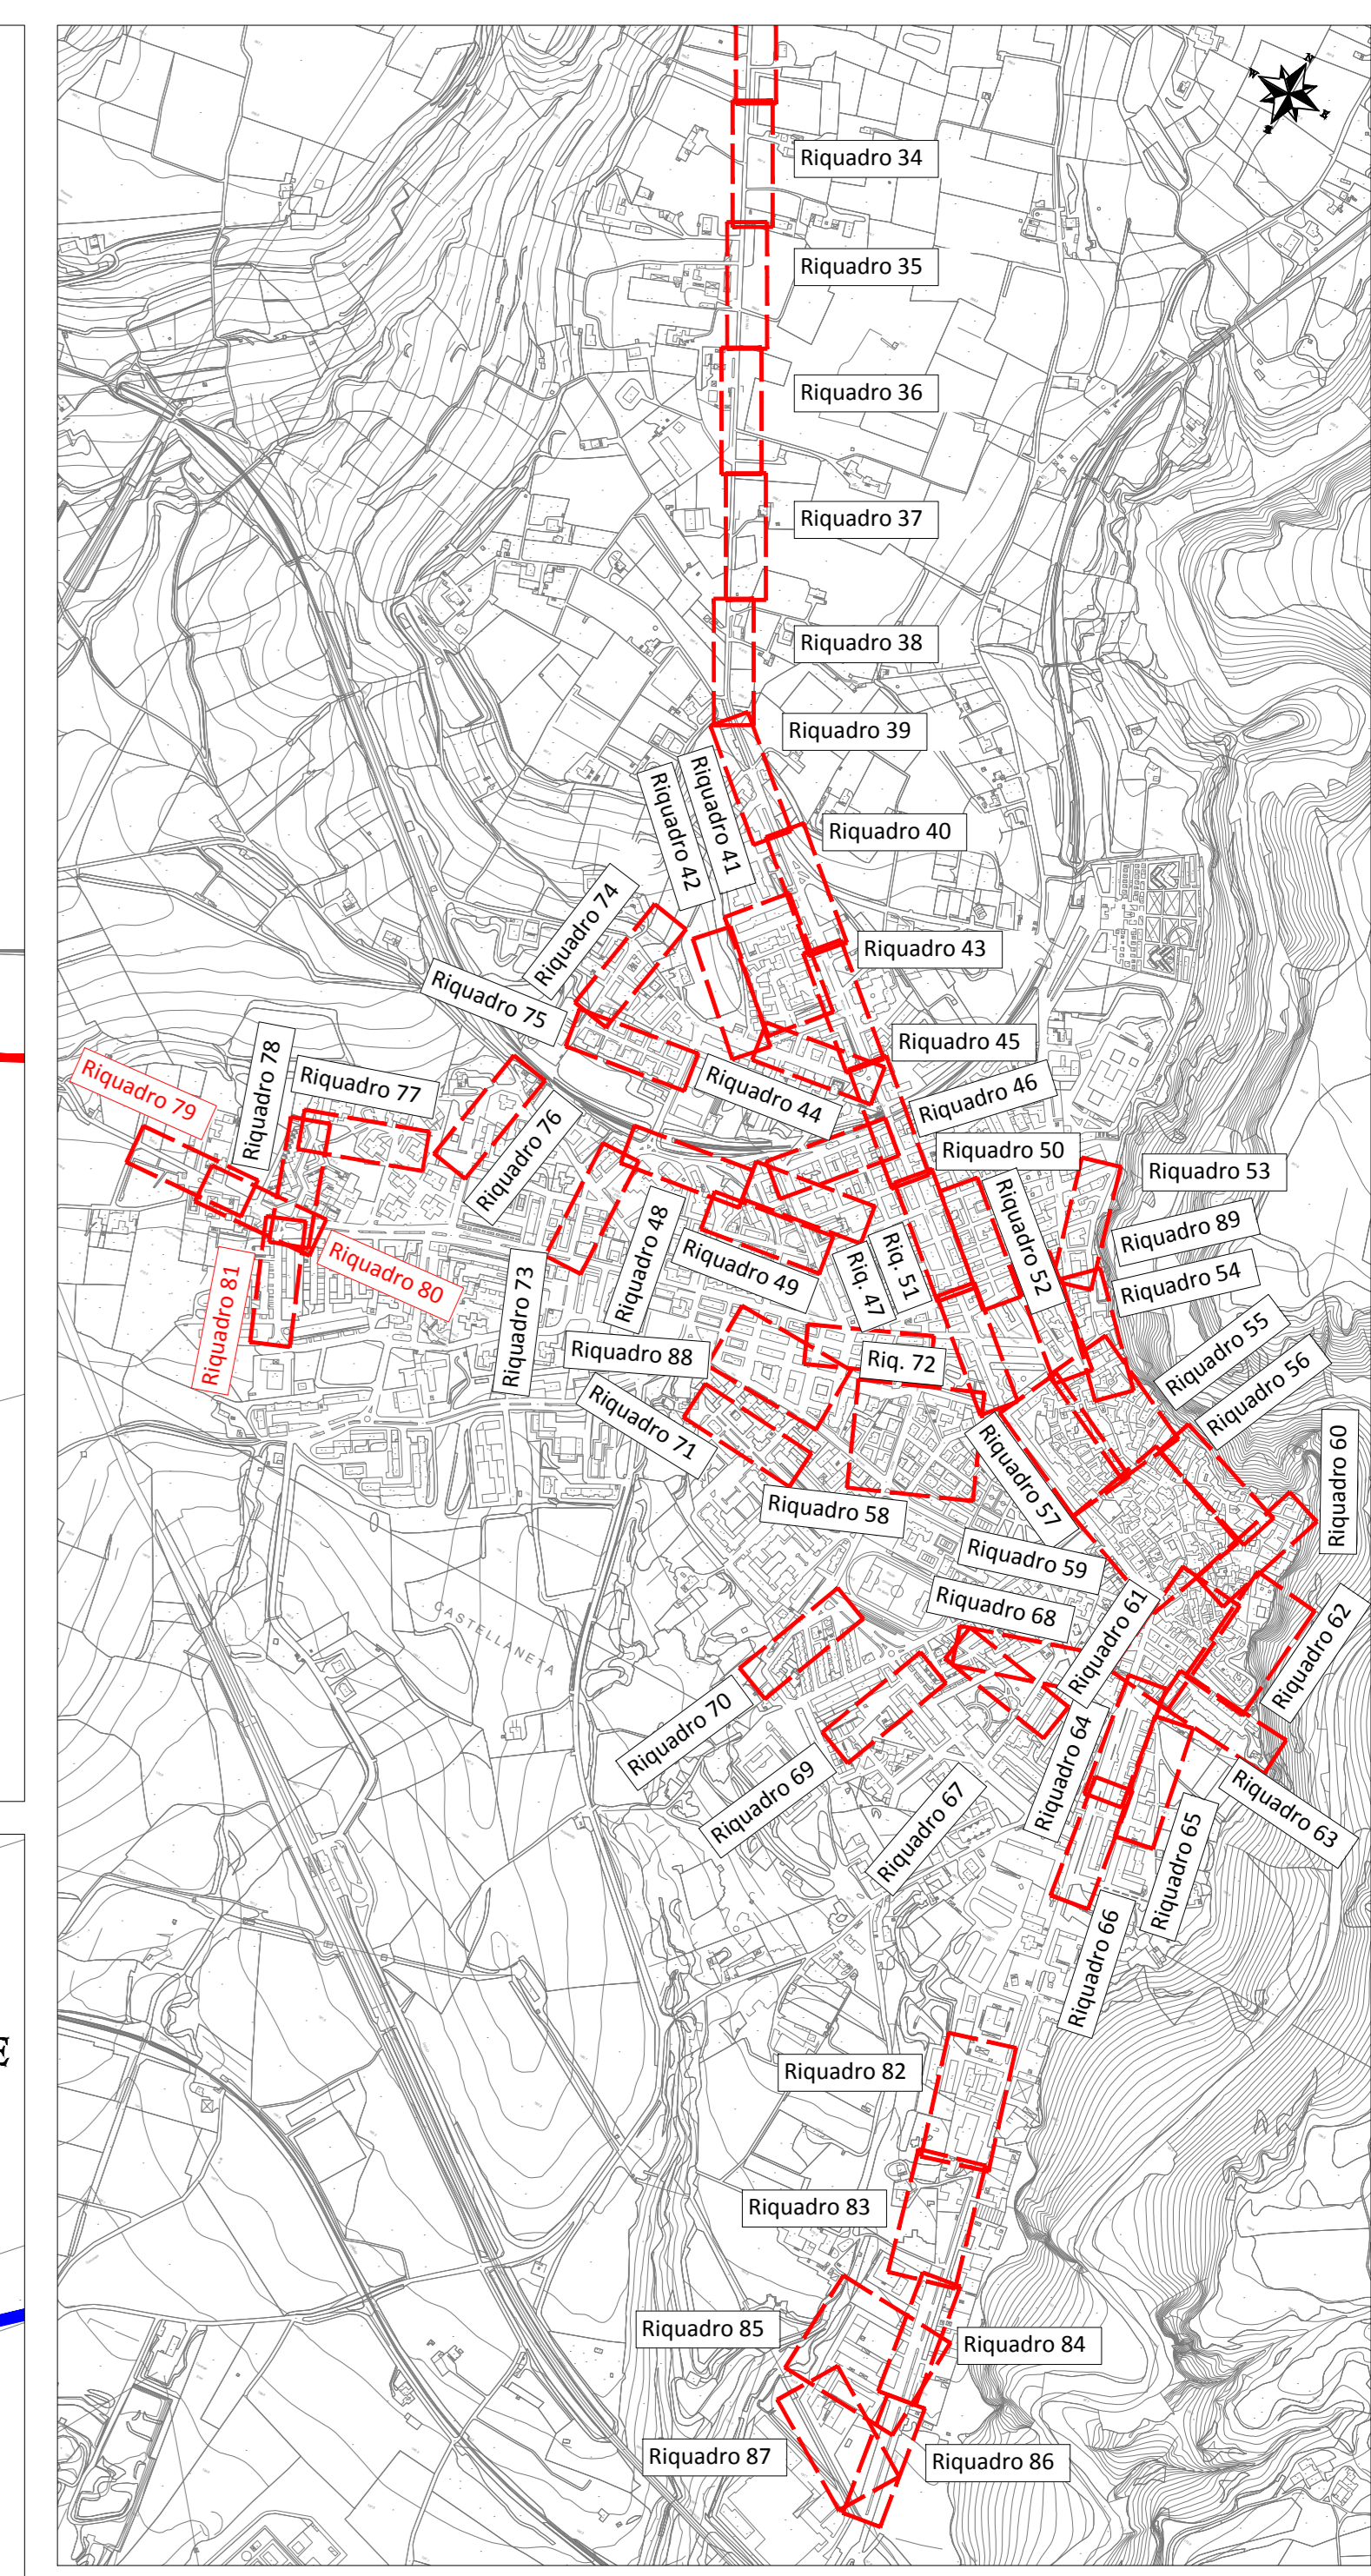 N
W
E
S
Riquadro 34
Riquadro 35
Riquadro 36
Riquadro 37
Riquadro 38
Riquadro 39
Riquadro 41
Riquadro 42
Riquadro 40
Riquadro 74
Riquadro 43
Riquadro 75
Riquadro 45
Riquadro 78
Riquadro 77
Riquadro 79
Riquadro 44
Riquadro 46
Riquadro 76
Riquadro 50
Riquadro 53
Riquadro 52
Riquadro 89
Riquadro 48
Riquadro 49
Riq. 51
Riq. 47
Riquadro 80
Riquadro 81
Riquadro 73
Riquadro 54
Riquadro 88
Riq. 72
Riquadro 55
Riquadro 56
Riquadro 71
Riquadro 57
Riquadro 60
Riquadro 58
Riquadro 59
Riquadro 68
Riquadro 61
CASTELLANETA
Riquadro 62
Riquadro 70
Riquadro 64
Riquadro 69
Riquadro 67
Riquadro 63
Riquadro 65
Riquadro 66
E
Riquadro 82
Riquadro 83
Riquadro 85
Riquadro 84
Riquadro 87
Riquadro 86